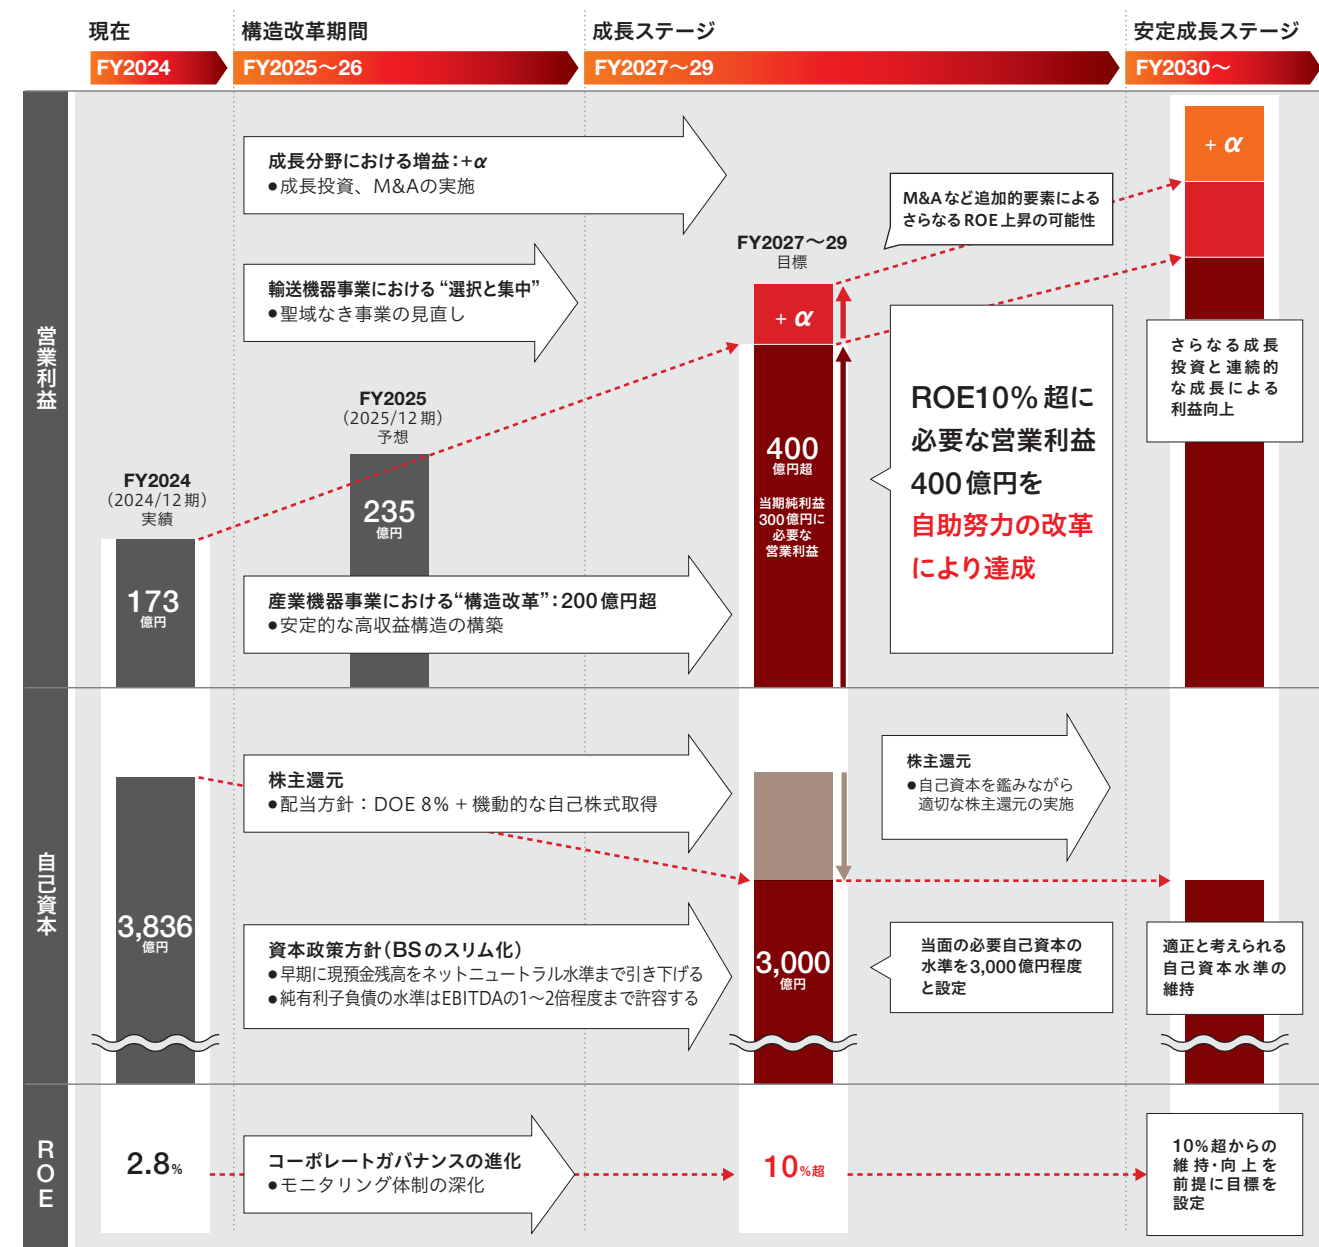 現在
構造改革期間
成長ステージ
安定成長ステージ
FY2024
FY2025～26
FY2027～29
FY2030～
営業利益
成長分野における増益：+α
●成長投資、M&Aの実施
輸送機器事業における“選択と集中”
●聖域なき事業の見直し
産業機器事業における“構造改革”：200億円超
●安定的な高収益構造の構築
FY2024
（2024/12期）
実績
173
億円
FY2025
（2025/12期）
予想
235
億円
FY2027～29
目標
+ α
400
億円超
当期純利益
300億円に
必要な
営業利益
M&Aなど追加的要素による
さらなるROE上昇の可能性
ROE10%超に
必要な営業利益
400億円を
自助努力の改革
により達成
+ α
さらなる成長
投資と連続的
な成長による
利益向上
自己資本
3,836
億円
株主還元
●配当方針：DOE 8%＋機動的な自己株式取得
資本政策方針（BSのスリム化）
●早期に現預金残高をネットニュートラル水準まで引き下げる
●純有利子負債の水準はEBITDAの1～2倍程度まで許容する
3,000
億円
株主還元
●自己資本を鑑みながら
適切な株主還元の実施
当面の必要自己資本の
水準を3,000億円程度
と設定
適正と考えられる
自己資本水準の
維持
ROE
2.8%
コーポレートガバナンスの進化
●モニタリング体制の深化
10%超
10%超からの
維持・向上を
前提に目標を
設定